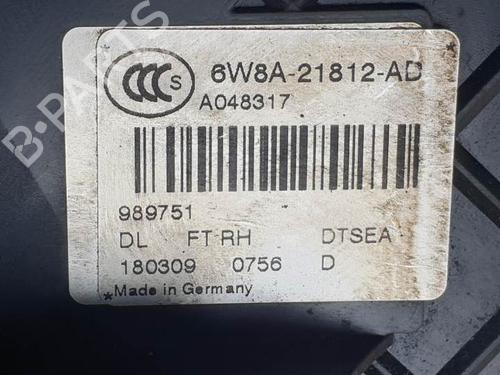 CCC S 6W8A-21812-AD
A048317
989751
DL FT RH DTSEA
180309 0756 D
*Made in Germany *
B-PARTS